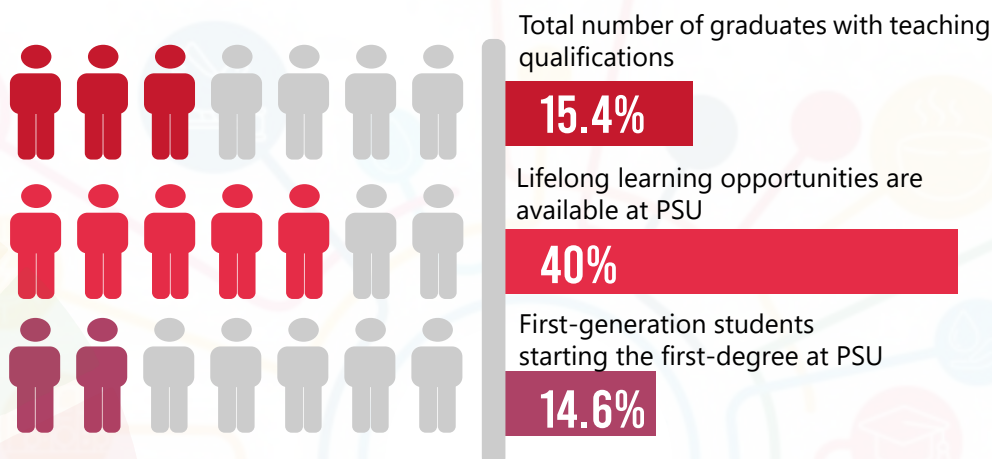 Total number of graduates with teaching
qualifications
15.4%
Lifelong learning opportunities are
available at PSU
40%
First-generation students
starting the first-degree at PSU
14.6%